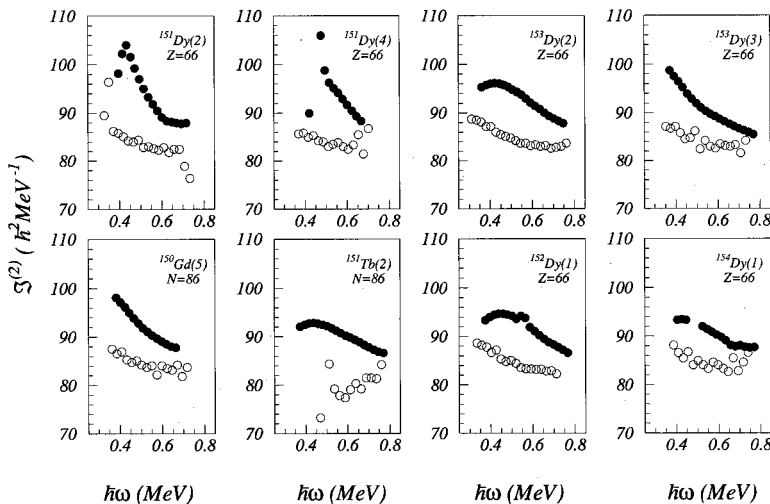 110
100
90
80
70
¹⁵¹Dy(2)
Z=66
0.4 0.6 0.8
110
100
90
80
70
¹⁵¹Dy(4)
Z=66
0.4 0.6 0.8
110
100
90
80
70
¹⁵³Dy(2)
Z=66
0.4 0.6 0.8
110
100
90
80
70
¹⁵³Dy(3)
Z=66
0.4 0.6 0.8
ℑ⁽²⁾ (ℏ²MeV⁻¹)
110
100
90
80
70
¹⁵⁰Gd(5)
N=86
0.4 0.6 0.8
110
100
90
80
70
¹⁵¹Tb(2)
N=86
0.4 0.6 0.8
110
100
90
80
70
¹⁵²Dy(1)
Z=66
0.4 0.6 0.8
110
100
90
80
70
¹⁵⁴Dy(1)
Z=66
0.4 0.6 0.8
ℏω (MeV)
ℏω (MeV)
ℏω (MeV)
ℏω (MeV)